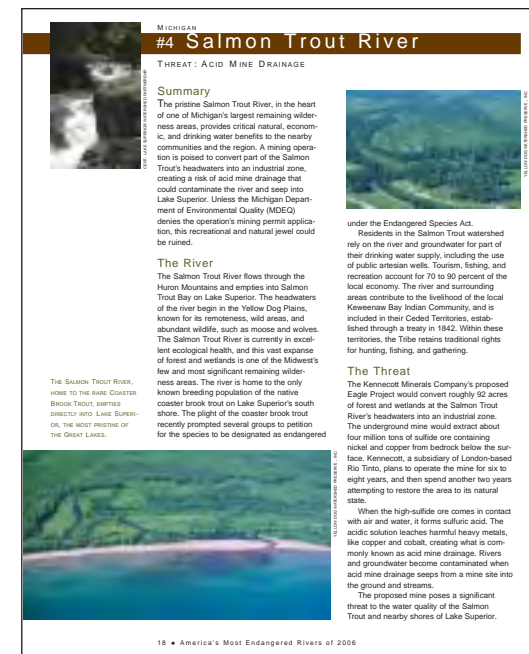 MICHIGAN
#4 Salmon Trout River
THREAT: ACID MINE DRAINAGE
CENT. LAKE SUPERIOR WATERSHED PARTNERSHIP
Summary
The pristine Salmon Trout River, in the heart
of one of Michigan's largest remaining wilder-
ness areas, provides critical natural, econom-
ic, and drinking water benefits to the nearby
communities and the region. A mining opera-
tion is poised to convert part of the Salmon
Trout's headwaters into an industrial zone,
creating a risk of acid mine drainage that
could contaminate the river and seep into
Lake Superior. Unless the Michigan Depart-
ment of Environmental Quality (MDEQ)
denies the operation's mining permit applica-
tion, this recreational and natural jewel could
be ruined.
The River
The Salmon Trout River flows through the
Huron Mountains and empties into Salmon
Trout Bay on Lake Superior. The headwaters
of the river begin in the Yellow Dog Plains,
known for its remoteness, wild areas, and
abundant wildlife, such as moose and wolves.
The Salmon Trout River is currently in excel-
lent ecological health, and this vast expanse
of forest and wetlands is one of the Midwest's
few and most significant remaining wilder-
ness areas. The river is home to the only
known breeding population of the native
coaster brook trout on Lake Superior's south
shore. The plight of the coaster brook trout
recently prompted several groups to petition
for the species to be designated as endangered
THE SALMON TROUT RIVER,
HOME TO THE RARE COASTER
BROOK TROUT, EMPTIES
DIRECTLY INTO LAKE SUPERI-
OR, THE MOST PRISTINE OF
THE GREAT LAKES.
YELLOW DOG WATERSHED PRESERVE, INC
YELLOW DOG WATERSHED PRESERVE, INC
under the Endangered Species Act.
Residents in the Salmon Trout watershed
rely on the river and groundwater for part of
their drinking water supply, including the use
of public artesian wells. Tourism, fishing, and
recreation account for 70 to 90 percent of the
local economy. The river and surrounding
areas contribute to the livelihood of the local
Keweenaw Bay Indian Community, and is
included in their Ceded Territories, estab-
lished through a treaty in 1842. Within these
territories, the Tribe retains traditional rights
for hunting, fishing, and gathering.
The Threat
The Kennecott Minerals Company's proposed
Eagle Project would convert roughly 92 acres
of forest and wetlands at the Salmon Trout
River's headwaters into an industrial zone.
The underground mine would extract about
four million tons of sulfide ore containing
nickel and copper from bedrock below the sur-
face. Kennecott, a subsidiary of London-based
Rio Tinto, plans to operate the mine for six to
eight years, and then spend another two years
attempting to restore the area to its natural
state.
When the high-sulfide ore comes in contact
with air and water, it forms sulfuric acid. The
acidic solution leaches harmful heavy metals,
like copper and cobalt, creating what is com-
monly known as acid mine drainage. Rivers
and groundwater become contaminated when
acid mine drainage seeps from a mine site into
the ground and streams.
The proposed mine poses a significant
threat to the water quality of the Salmon
Trout and nearby shores of Lake Superior.
18 ◆ America's Most Endangered Rivers of 2006